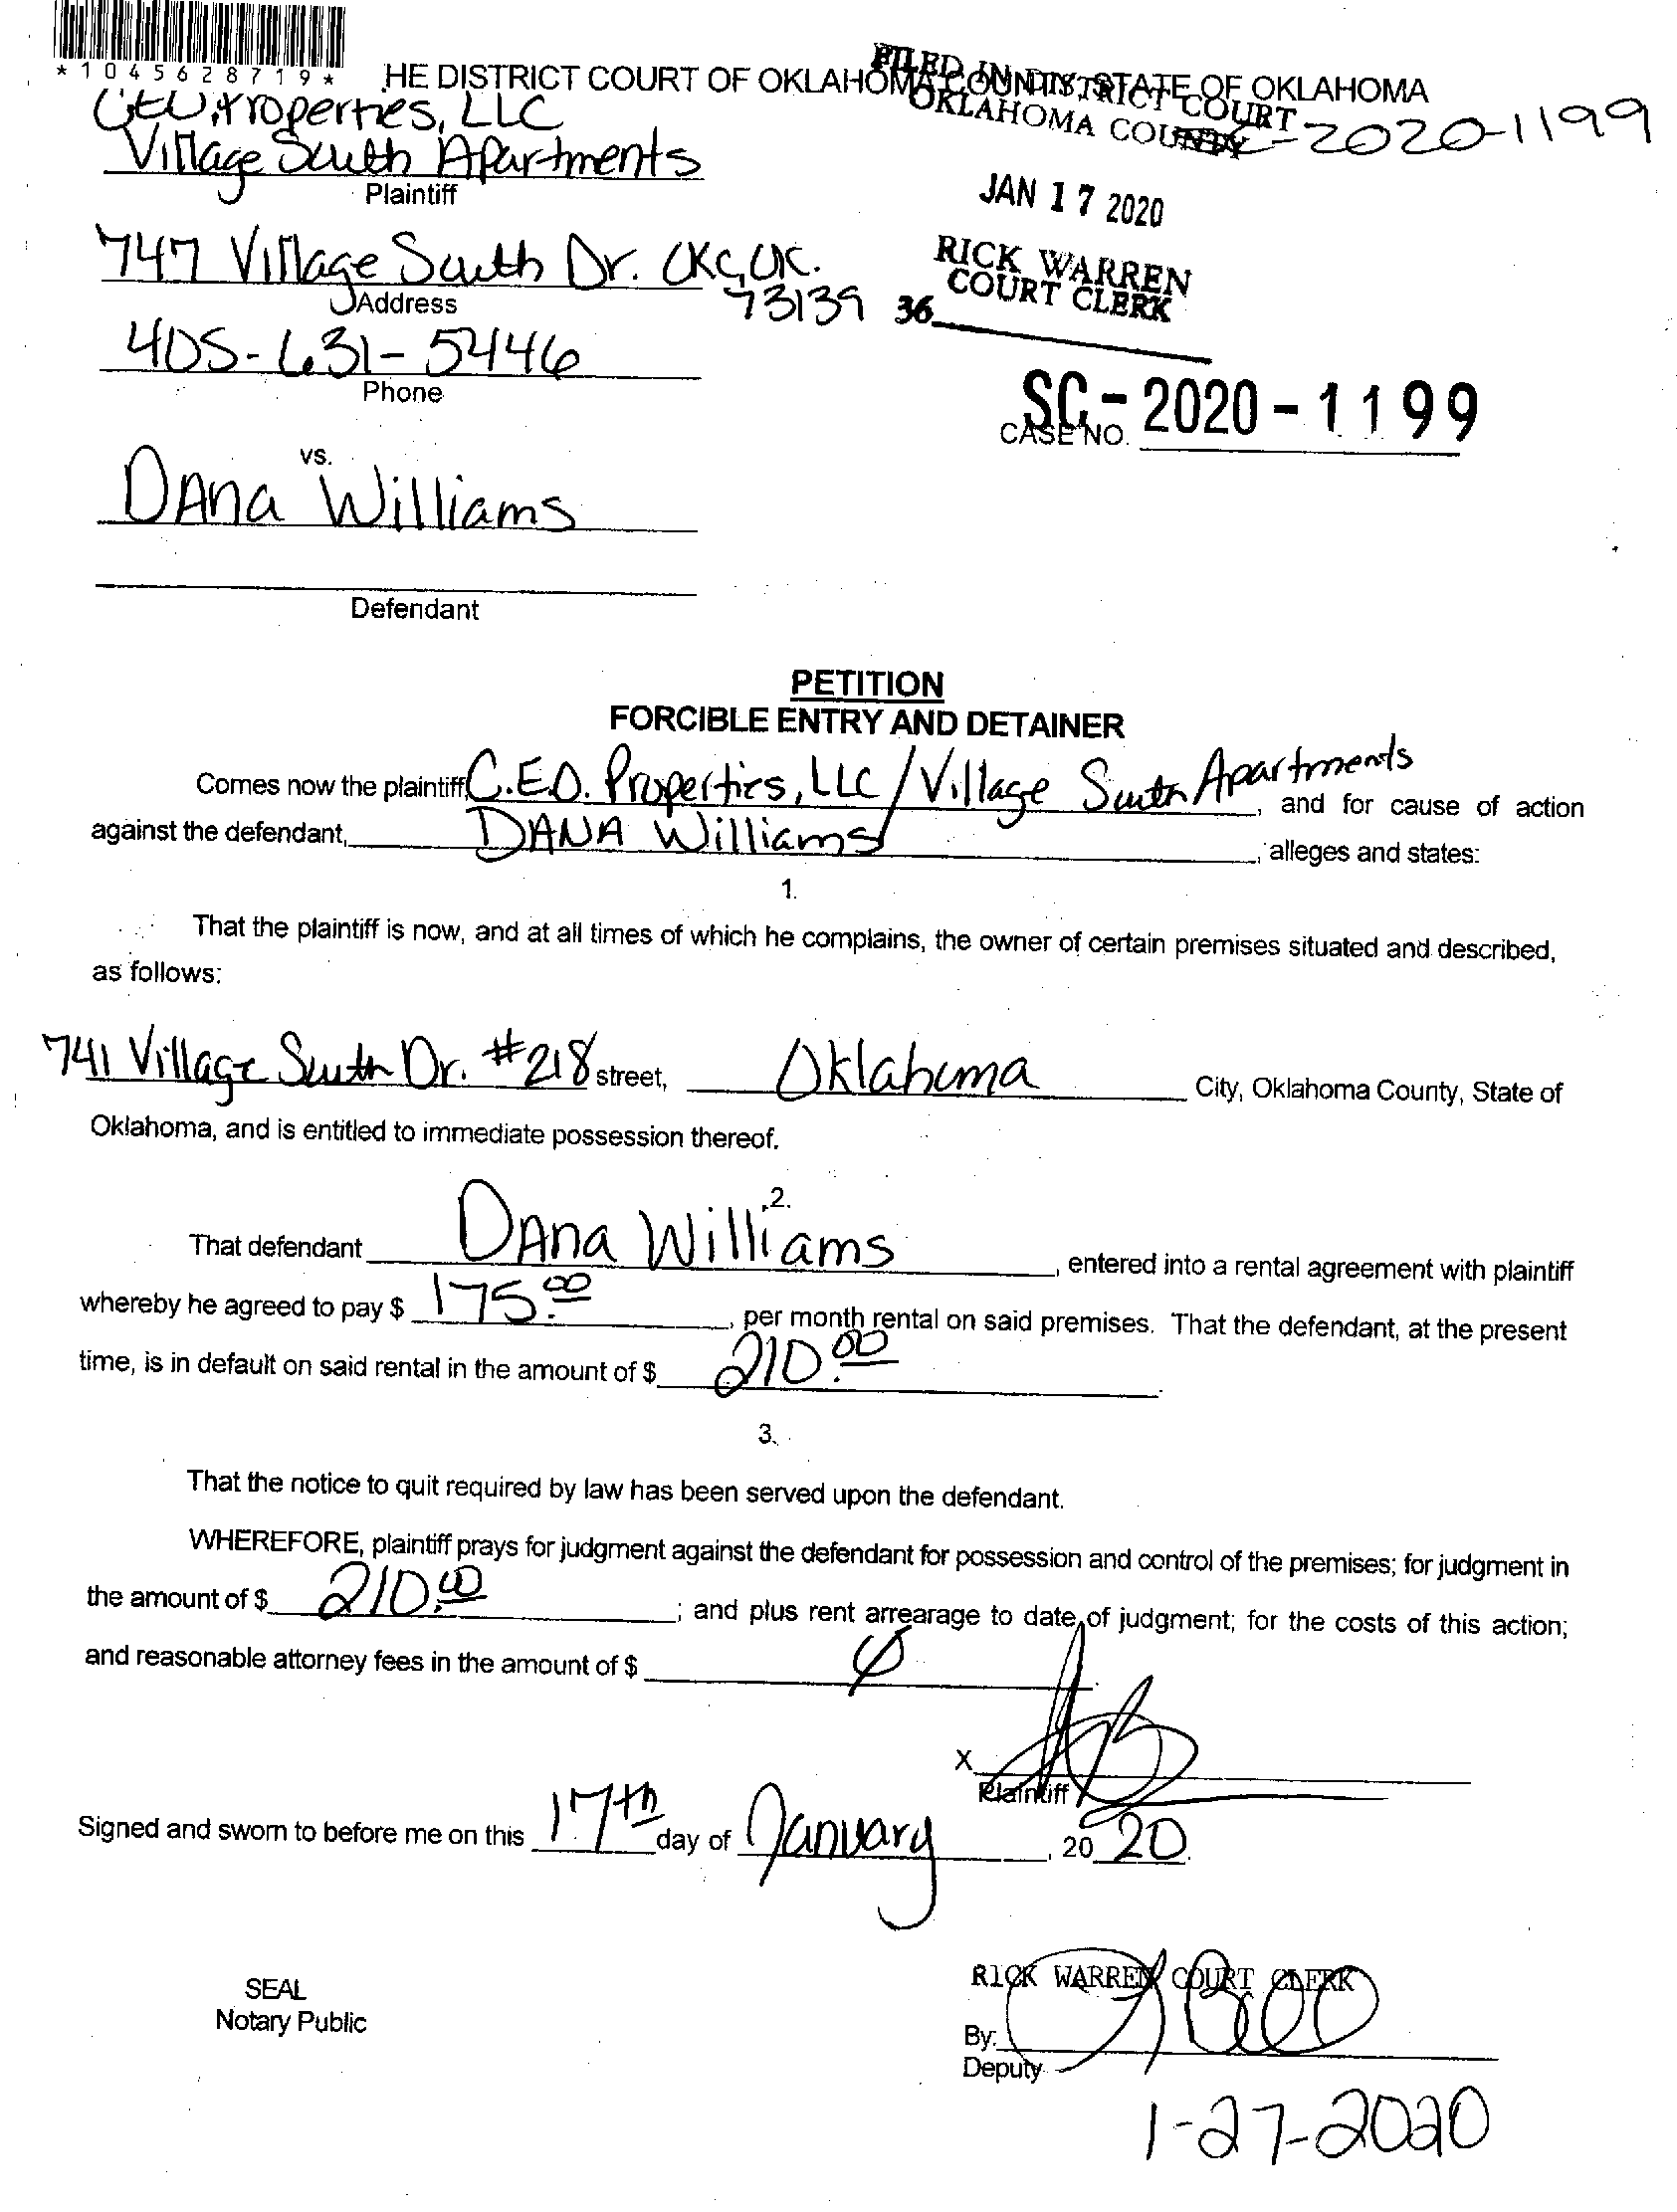 *1045628719*
HE DISTRICT COURT OF OKLAHOMA COUNTY, STATE OF OKLAHOMA
FILED IN DISTRICT COURT
OKLAHOMA COUNTY
-2020-1199
Properties, LLC
Village South Apartments
Plaintiff
JAN 17 2020
747 Village South Dr. OKC, OK.
73139
Address
RICK WARREN
COURT CLERK
36
405-631-5446
Phone
SC-2020-1199
CASE NO.
vs.
DAna Williams
Defendant
PETITION
FORCIBLE ENTRY AND DETAINER
Comes now the plaintiff, C.E.O. Properties, LLC / Village South Apartments, and for cause of action
against the defendant, DANA Williams, alleges and states:
1.
That the plaintiff is now, and at all times of which he complains, the owner of certain premises situated and described,
as follows:
741 Village South Dr. #218 street, Oklahoma City, Oklahoma County, State of
Oklahoma, and is entitled to immediate possession thereof.
2.
That defendant DAna Williams, entered into a rental agreement with plaintiff
whereby he agreed to pay $ 175.00, per month rental on said premises. That the defendant, at the present
time, is in default on said rental in the amount of $ 210.00.
3.
That the notice to quit required by law has been served upon the defendant.
WHEREFORE, plaintiff prays for judgment against the defendant for possession and control of the premises; for judgment in
the amount of $ 210.00; and plus rent arrearage to date of judgment; for the costs of this action;
and reasonable attorney fees in the amount of $
X
Plaintiff
Signed and sworn to before me on this 17th day of January, 20 20.
SEAL
Notary Public
RICK WARREN COURT CLERK
By:
Deputy
1-27-2020